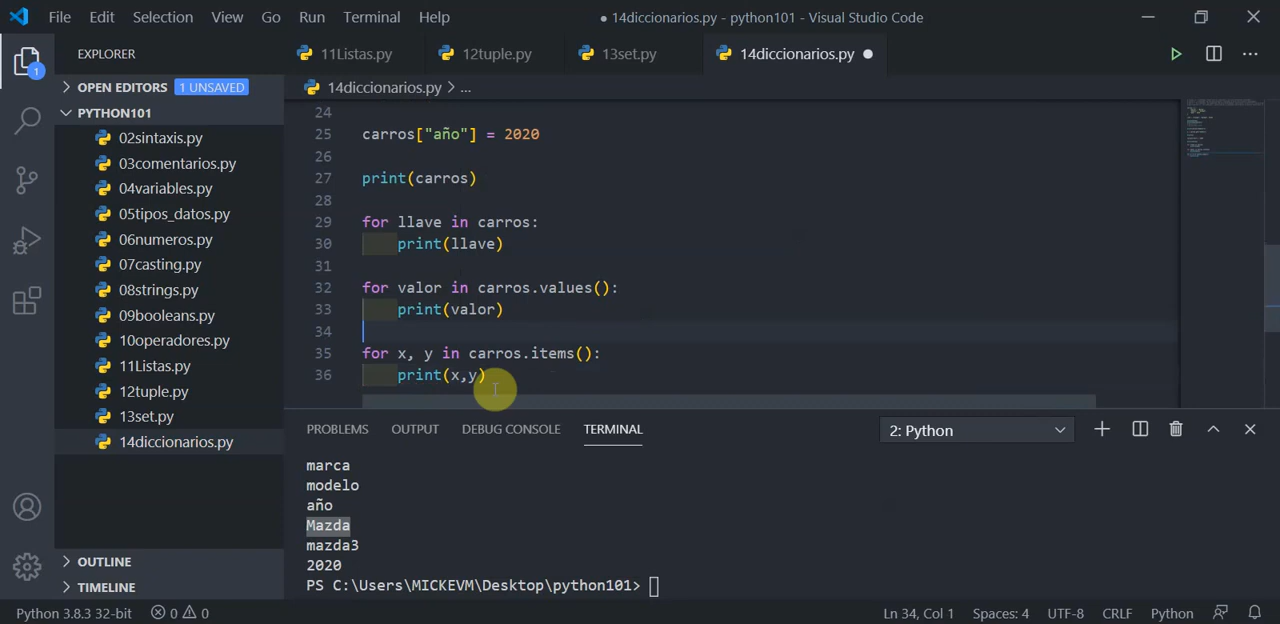 File Edit Selection View Go Run Terminal Help
● 14diccionarios.py - python101 - Visual Studio Code
EXPLORER
OPEN EDITORS 1 UNSAVED
PYTHON101
02sintaxis.py
03comentarios.py
04variables.py
05tipos_datos.py
06numeros.py
07casting.py
08strings.py
09booleans.py
10operadores.py
11Listas.py
12tuple.py
13set.py
14diccionarios.py
OUTLINE
TIMELINE
1
11Listas.py 12tuple.py 13set.py 14diccionarios.py ●
14diccionarios.py > ...
24
25 carros["año"] = 2020
26
27 print(carros)
28
29 for llave in carros:
30 print(llave)
31
32 for valor in carros.values():
33 print(valor)
34
35 for x, y in carros.items():
36 print(x,y)
PROBLEMS OUTPUT DEBUG CONSOLE TERMINAL 2: Python
marca
modelo
año
Mazda
mazda3
2020
PS C:\Users\MICKEVM\Desktop\python101>
Python 3.8.3 32-bit 0 0 Ln 34, Col 1 Spaces: 4 UTF-8 CRLF Python